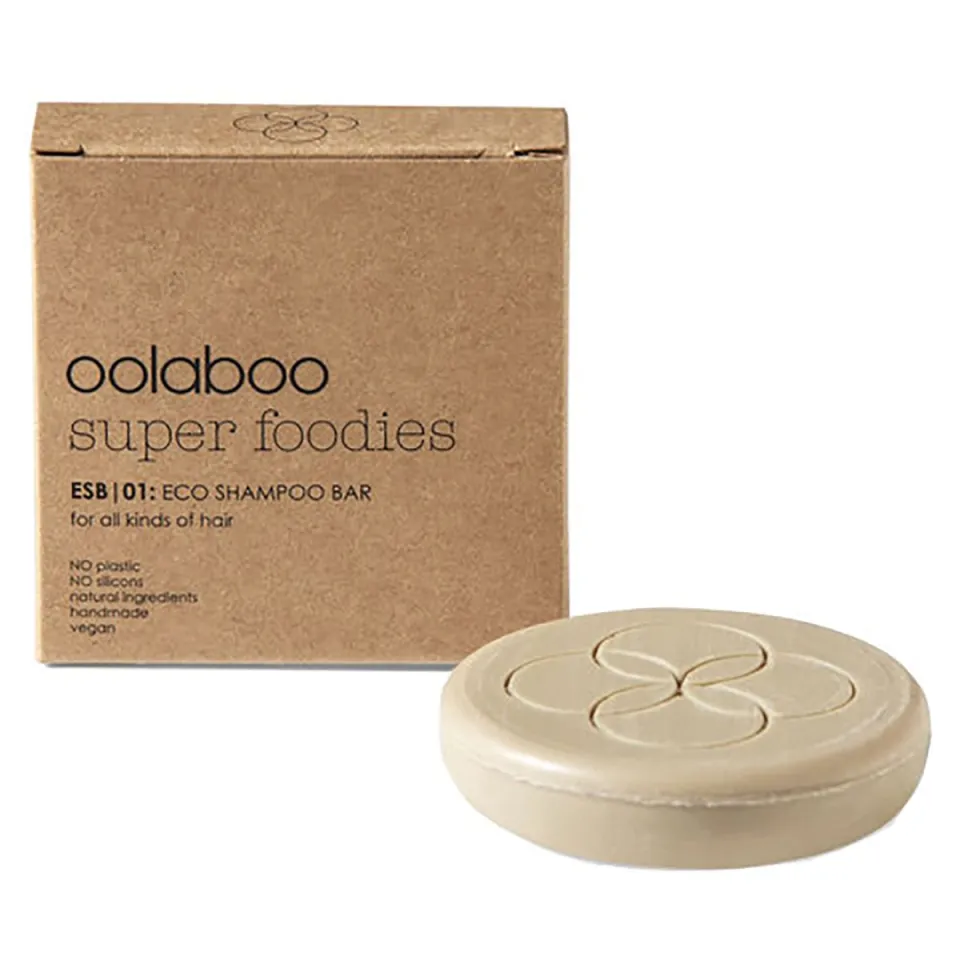 oolaboo
super foodies
ESB|01: ECO SHAMPOO BAR
for all kinds of hair
NO plastic
NO silicons
natural ingredients
handmade
vegan